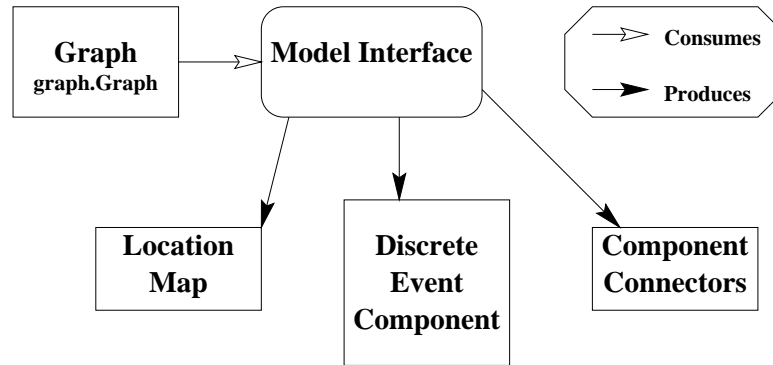 Graph
graph.Graph
Model Interface
Consumes
Produces
Location
Map
Discrete
Event
Component
Component
Connectors